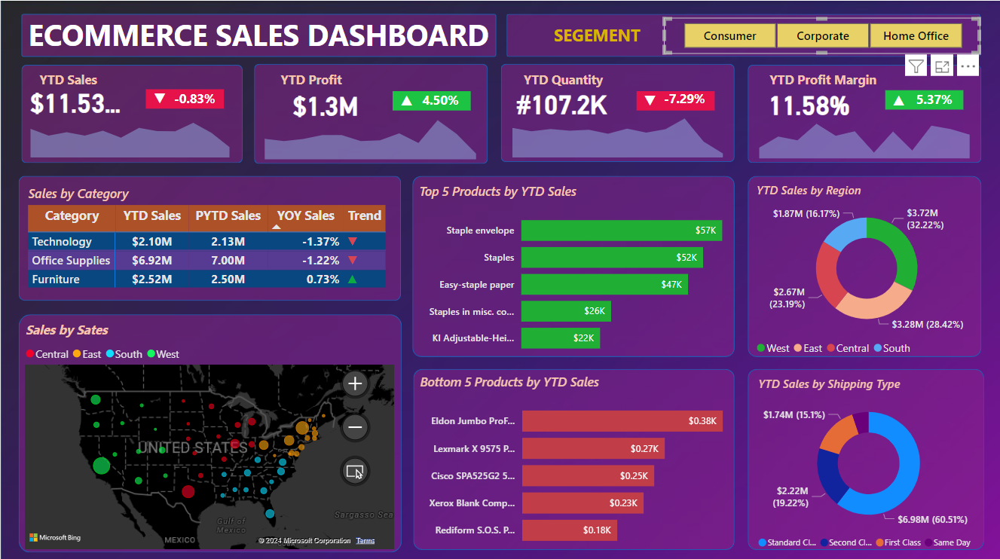 ECOMMERCE SALES DASHBOARD
SEGEMENT
Consumer
Corporate
Home Office
YTD Sales
$11.53...
-0.83%
YTD Profit
$1.3M
4.50%
YTD Quantity
#107.2K
-7.29%
YTD Profit Margin
11.58%
5.37%
Sales by Category
Category YTD Sales PYTD Sales YOY Sales Trend
Technology $2.10M 2.13M -1.37%
Office Supplies $6.92M 7.00M -1.22%
Furniture $2.52M 2.50M 0.73%
Top 5 Products by YTD Sales
Staple envelope $57K
Staples $52K
Easy-staple paper $47K
Staples in misc. co... $26K
KI Adjustable-Hei... $22K
YTD Sales by Region
$1.87M (16.17%)
$3.72M
(32.22%)
$2.67M
(23.19%)
$3.28M (28.42%)
West East Central South
Sales by Sates
Central East South West
UNITED STATES
Gulf of
Mexico
Sargasso Sea
MEXICO
Microsoft Bing
© 2024 Microsoft Corporation Terms
Bottom 5 Products by YTD Sales
Eldon Jumbo ProF... $0.38K
Lexmark X 9575 P... $0.27K
Cisco SPA525G2 5... $0.25K
Xerox Blank Comp... $0.23K
Rediform S.O.S. P... $0.18K
YTD Sales by Shipping Type
$1.74M (15.1%)
$2.22M
(19.22%)
$6.98M (60.51%)
Standard Cl... Second Cl... First Class Same Day